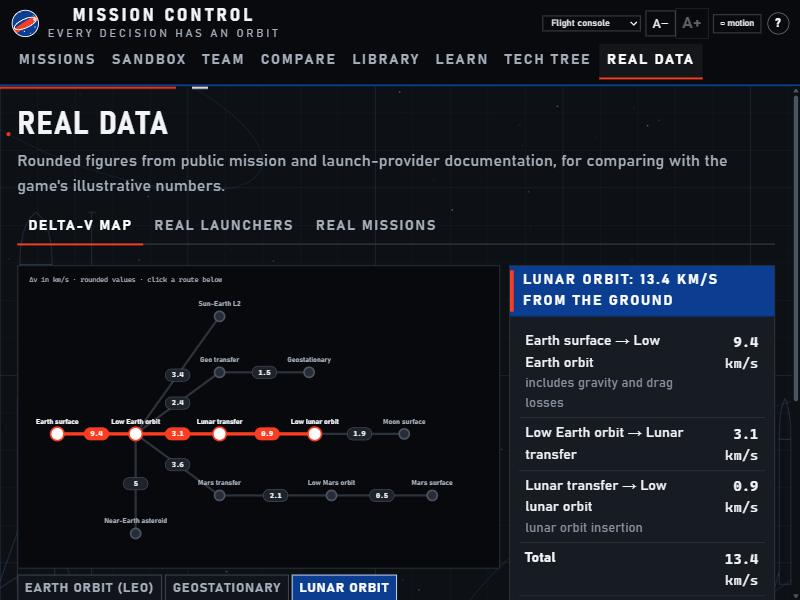 MISSION CONTROL
EVERY DECISION HAS AN ORBIT
Flight console
A−
A+
motion
?
MISSIONS SANDBOX TEAM COMPARE LIBRARY LEARN TECH TREE REAL DATA
REAL DATA
Rounded figures from public mission and launch-provider documentation, for comparing with the
game's illustrative numbers.
DELTA-V MAP REAL LAUNCHERS REAL MISSIONS
Δv in km/s · rounded values · click a route below
Sun-Earth L2
3.4
Geo transfer
Geostationary
1.5
2.4
Earth surface
Low Earth orbit
Lunar transfer
Low lunar orbit
Moon surface
9.4
3.1
0.9
1.9
3.6
Mars transfer
Low Mars orbit
Mars surface
5
2.1
0.5
Near-Earth asteroid
EARTH ORBIT (LEO) GEOSTATIONARY LUNAR ORBIT
LUNAR ORBIT: 13.4 KM/S
FROM THE GROUND
Earth surface → Low 9.4
Earth orbit km/s
includes gravity and drag
losses
Low Earth orbit → Lunar 3.1
transfer km/s
Lunar transfer → Low 0.9
lunar orbit km/s
lunar orbit insertion
Total 13.4
km/s